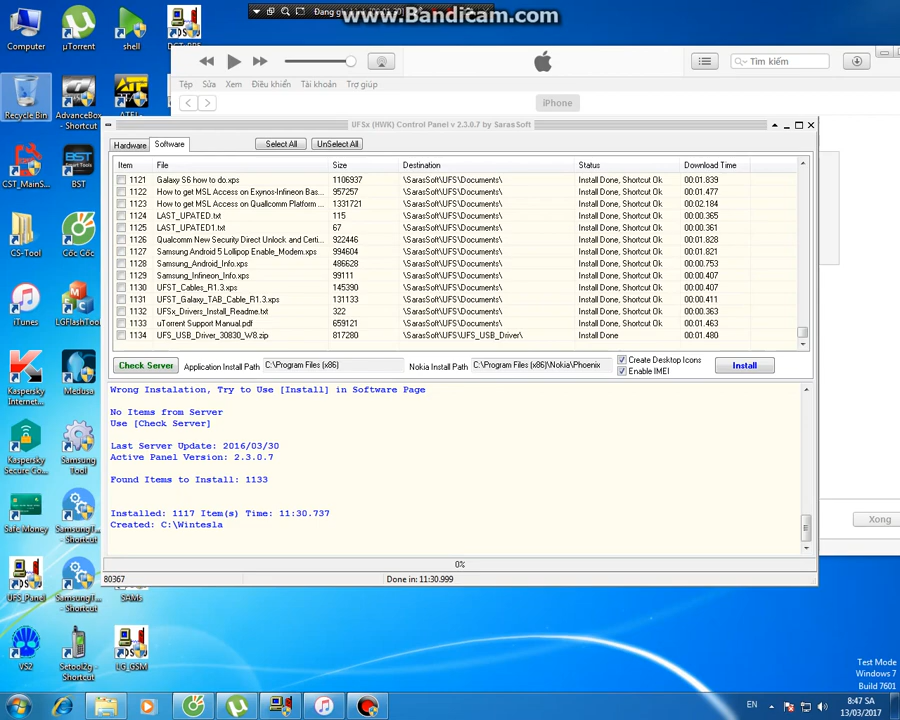 www.Bandicam.com
Đang gh
Computer
µTorrent
shell
Recycle Bin
AdvanceBox - Shortcut
CST_MainS...
BST
CS-Tool
Cốc Cốc
iTunes
LGFlashTool
Kaspersky Internet...
Medusa
Kaspersky Secure Co...
Samsung Tool
Safe Money
SamsungT... - Shortcut
UFS_Panel
SamsungT... - Shortcut
SAMs
VS2
Setool2g - Shortcut
LG_GSM
Tìm kiếm
Tệp Sửa Xem Điều khiển Tài khoản Trợ giúp
iPhone
UFSx (HWK) Control Panel v 2.3.0.7 by SarasSoft
Hardware Software Select All UnSelect All
Item File Size Destination Status Download Time
1121 Galaxy S6 how to do.xps 1106937 \SarasSoft\UFS\Documents\ Install Done, Shortcut Ok 00:01.839
1122 How to get MSL Access on Exynos-Infineon Bas... 957257 \SarasSoft\UFS\Documents\ Install Done, Shortcut Ok 00:01.477
1123 How to get MSL Access on Qualcomm Platform ... 1331721 \SarasSoft\UFS\Documents\ Install Done, Shortcut Ok 00:02.184
1124 LAST_UPATED.txt 115 \SarasSoft\UFS\Documents\ Install Done, Shortcut Ok 00:00.365
1125 LAST_UPATED1.txt 67 \SarasSoft\UFS\Documents\ Install Done, Shortcut Ok 00:00.361
1126 Qualcomm New Security Direct Unlock and Certi... 922446 \SarasSoft\UFS\Documents\ Install Done, Shortcut Ok 00:01.828
1127 Samsung Android 5 Lollipop Enable_Modem.xps 994604 \SarasSoft\UFS\Documents\ Install Done, Shortcut Ok 00:01.821
1128 Samsung_Android_Info.xps 486628 \SarasSoft\UFS\Documents\ Install Done, Shortcut Ok 00:00.753
1129 Samsung_Infineon_Info.xps 99111 \SarasSoft\UFS\Documents\ Install Done, Shortcut Ok 00:00.407
1130 UFST_Cables_R1.3.xps 145390 \SarasSoft\UFS\Documents\ Install Done, Shortcut Ok 00:00.407
1131 UFST_Galaxy_TAB_Cable_R1.3.xps 131133 \SarasSoft\UFS\Documents\ Install Done, Shortcut Ok 00:00.411
1132 UFSx_Drivers_Install_Readme.txt 322 \SarasSoft\UFS\Documents\ Install Done, Shortcut Ok 00:00.363
1133 uTorrent Support Manual.pdf 659121 \SarasSoft\UFS\Documents\ Install Done, Shortcut Ok 00:01.463
1134 UFS_USB_Driver_30830_W8.zip 817280 \SarasSoft\UFS\UFS_USB_Driver\ Install Done 00:01.480
Check Server Application Install Path C:\Program Files (x86) Nokia Install Path C:\Program Files (x86)\Nokia\Phoenix Create Desktop Icons Enable IMEI Install
Wrong Instalation, Try to Use [Install] in Software Page
No Items from Server
Use [Check Server]
Last Server Update: 2016/03/30
Active Panel Version: 2.3.0.7
Found Items to Install: 1133
Installed: 1117 Item(s) Time: 11:30.737
Created: C:\Wintesla
0%
80367 Done in: 11:30.999
Xong
Test Mode
Windows 7
Build 7601
EN
8:47 SA
13/03/2017